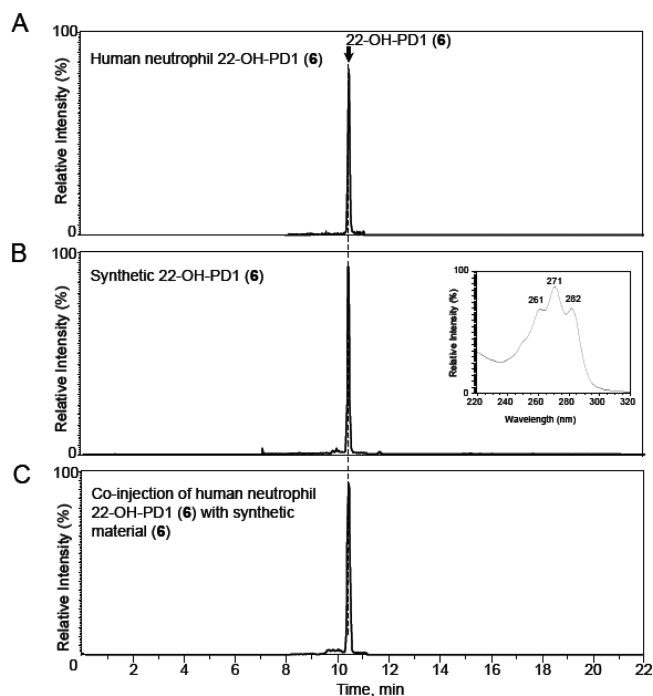 A
100
22-OH-PD1 (6)
Human neutrophil 22-OH-PD1 (6)
Relative Intensity (%)
0
B
100
Synthetic 22-OH-PD1 (6)
Relative Intensity (%)
0
100
271
261
282
Relative Intensity (%)
0
220 240 260 280 300 320
Wavelength (nm)
C
100
Co-injection of human neutrophil
22-OH-PD1 (6) with synthetic
material (6)
Relative Intensity (%)
0
0 2 4 6 8 10 12 14 16 18 20 22
Time, min